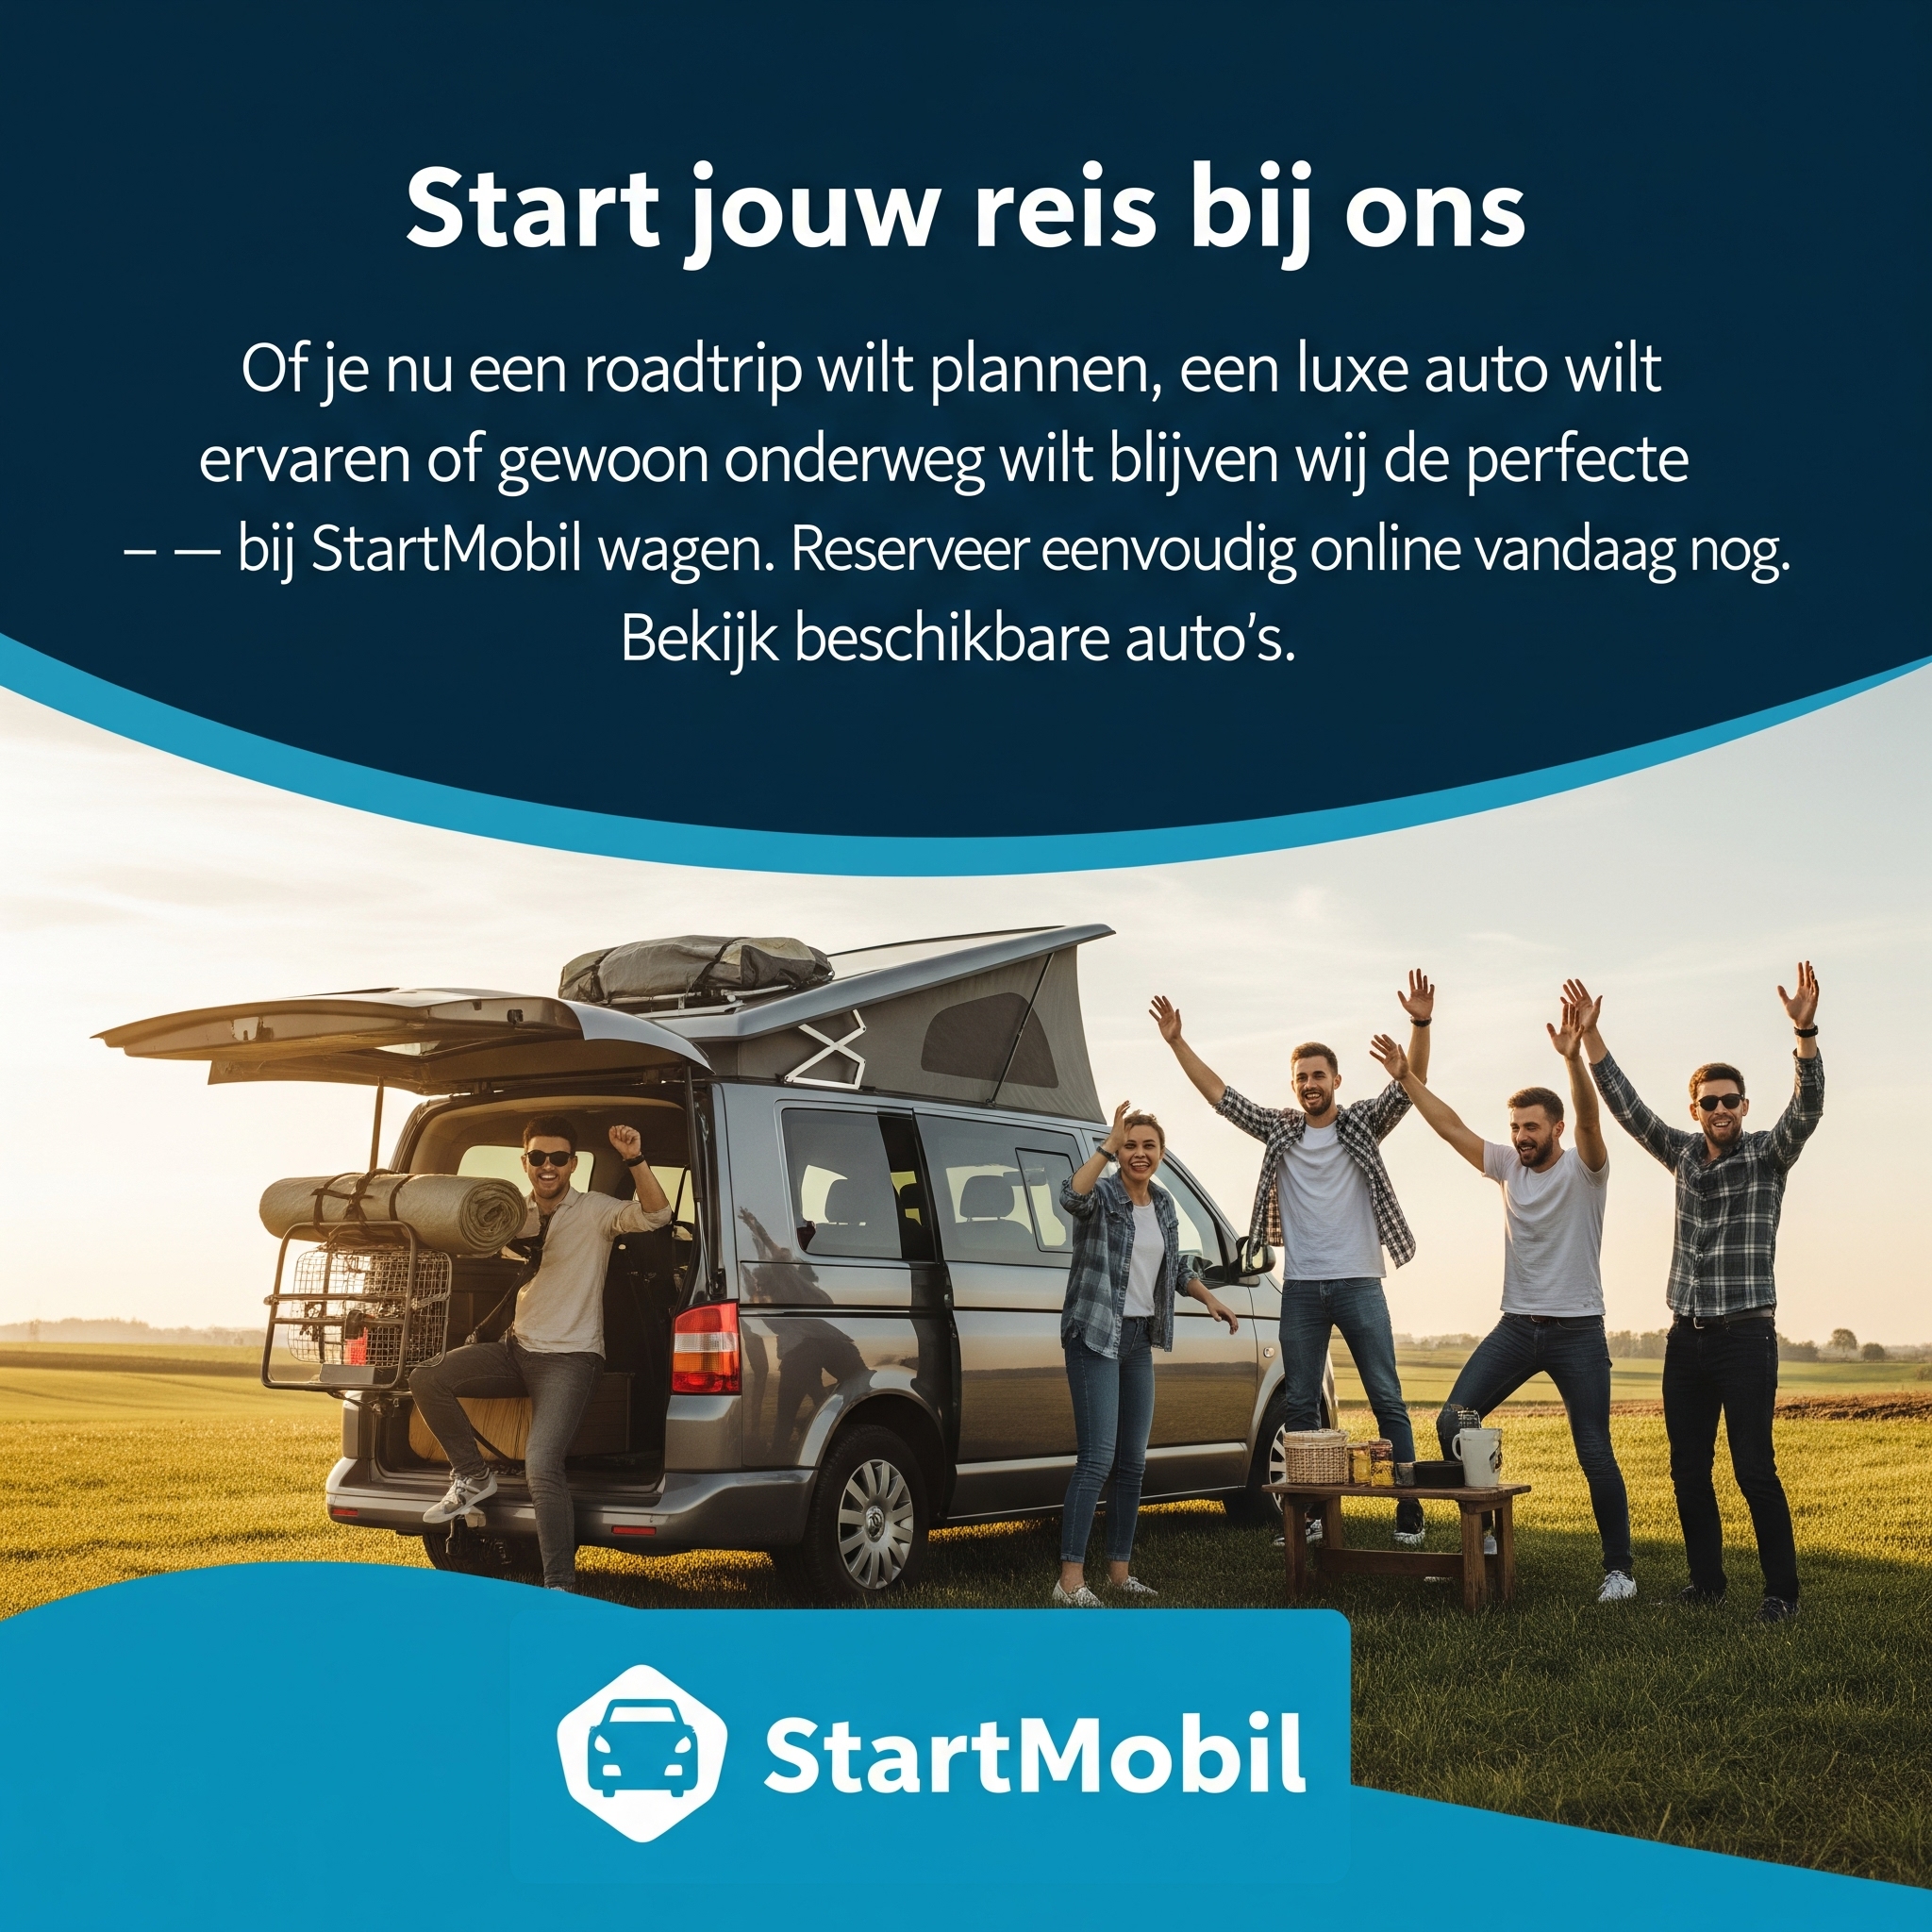 Start jouw reis bij ons
Of je nu een roadtrip wilt plannen, een luxe auto wilt
ervaren of gewoon onderweg wilt blijven wij de perfecte
– — bij StartMobil wagen. Reserveer eenvoudig online vandaag nog.
Bekijk beschikbare auto's.
StartMobil